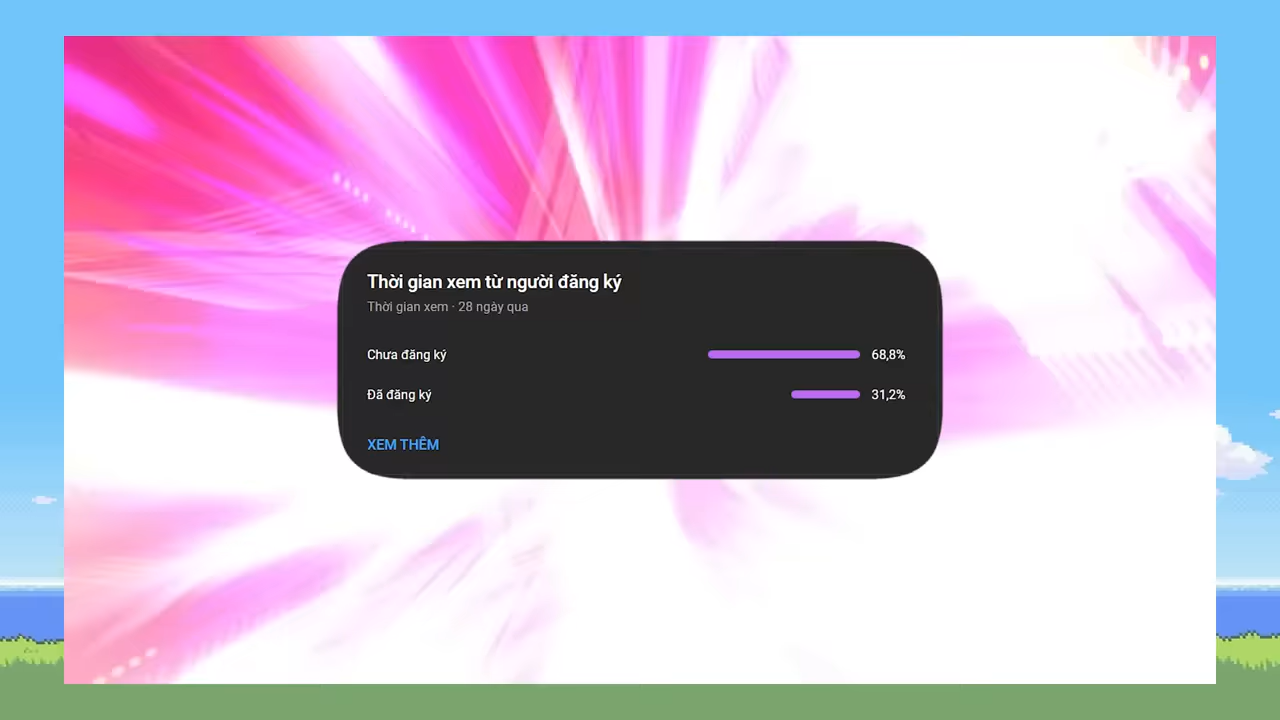 Thời gian xem từ người đăng ký
Thời gian xem · 28 ngày qua
Chưa đăng ký 68,8%
Đã đăng ký 31,2%
XEM THÊM